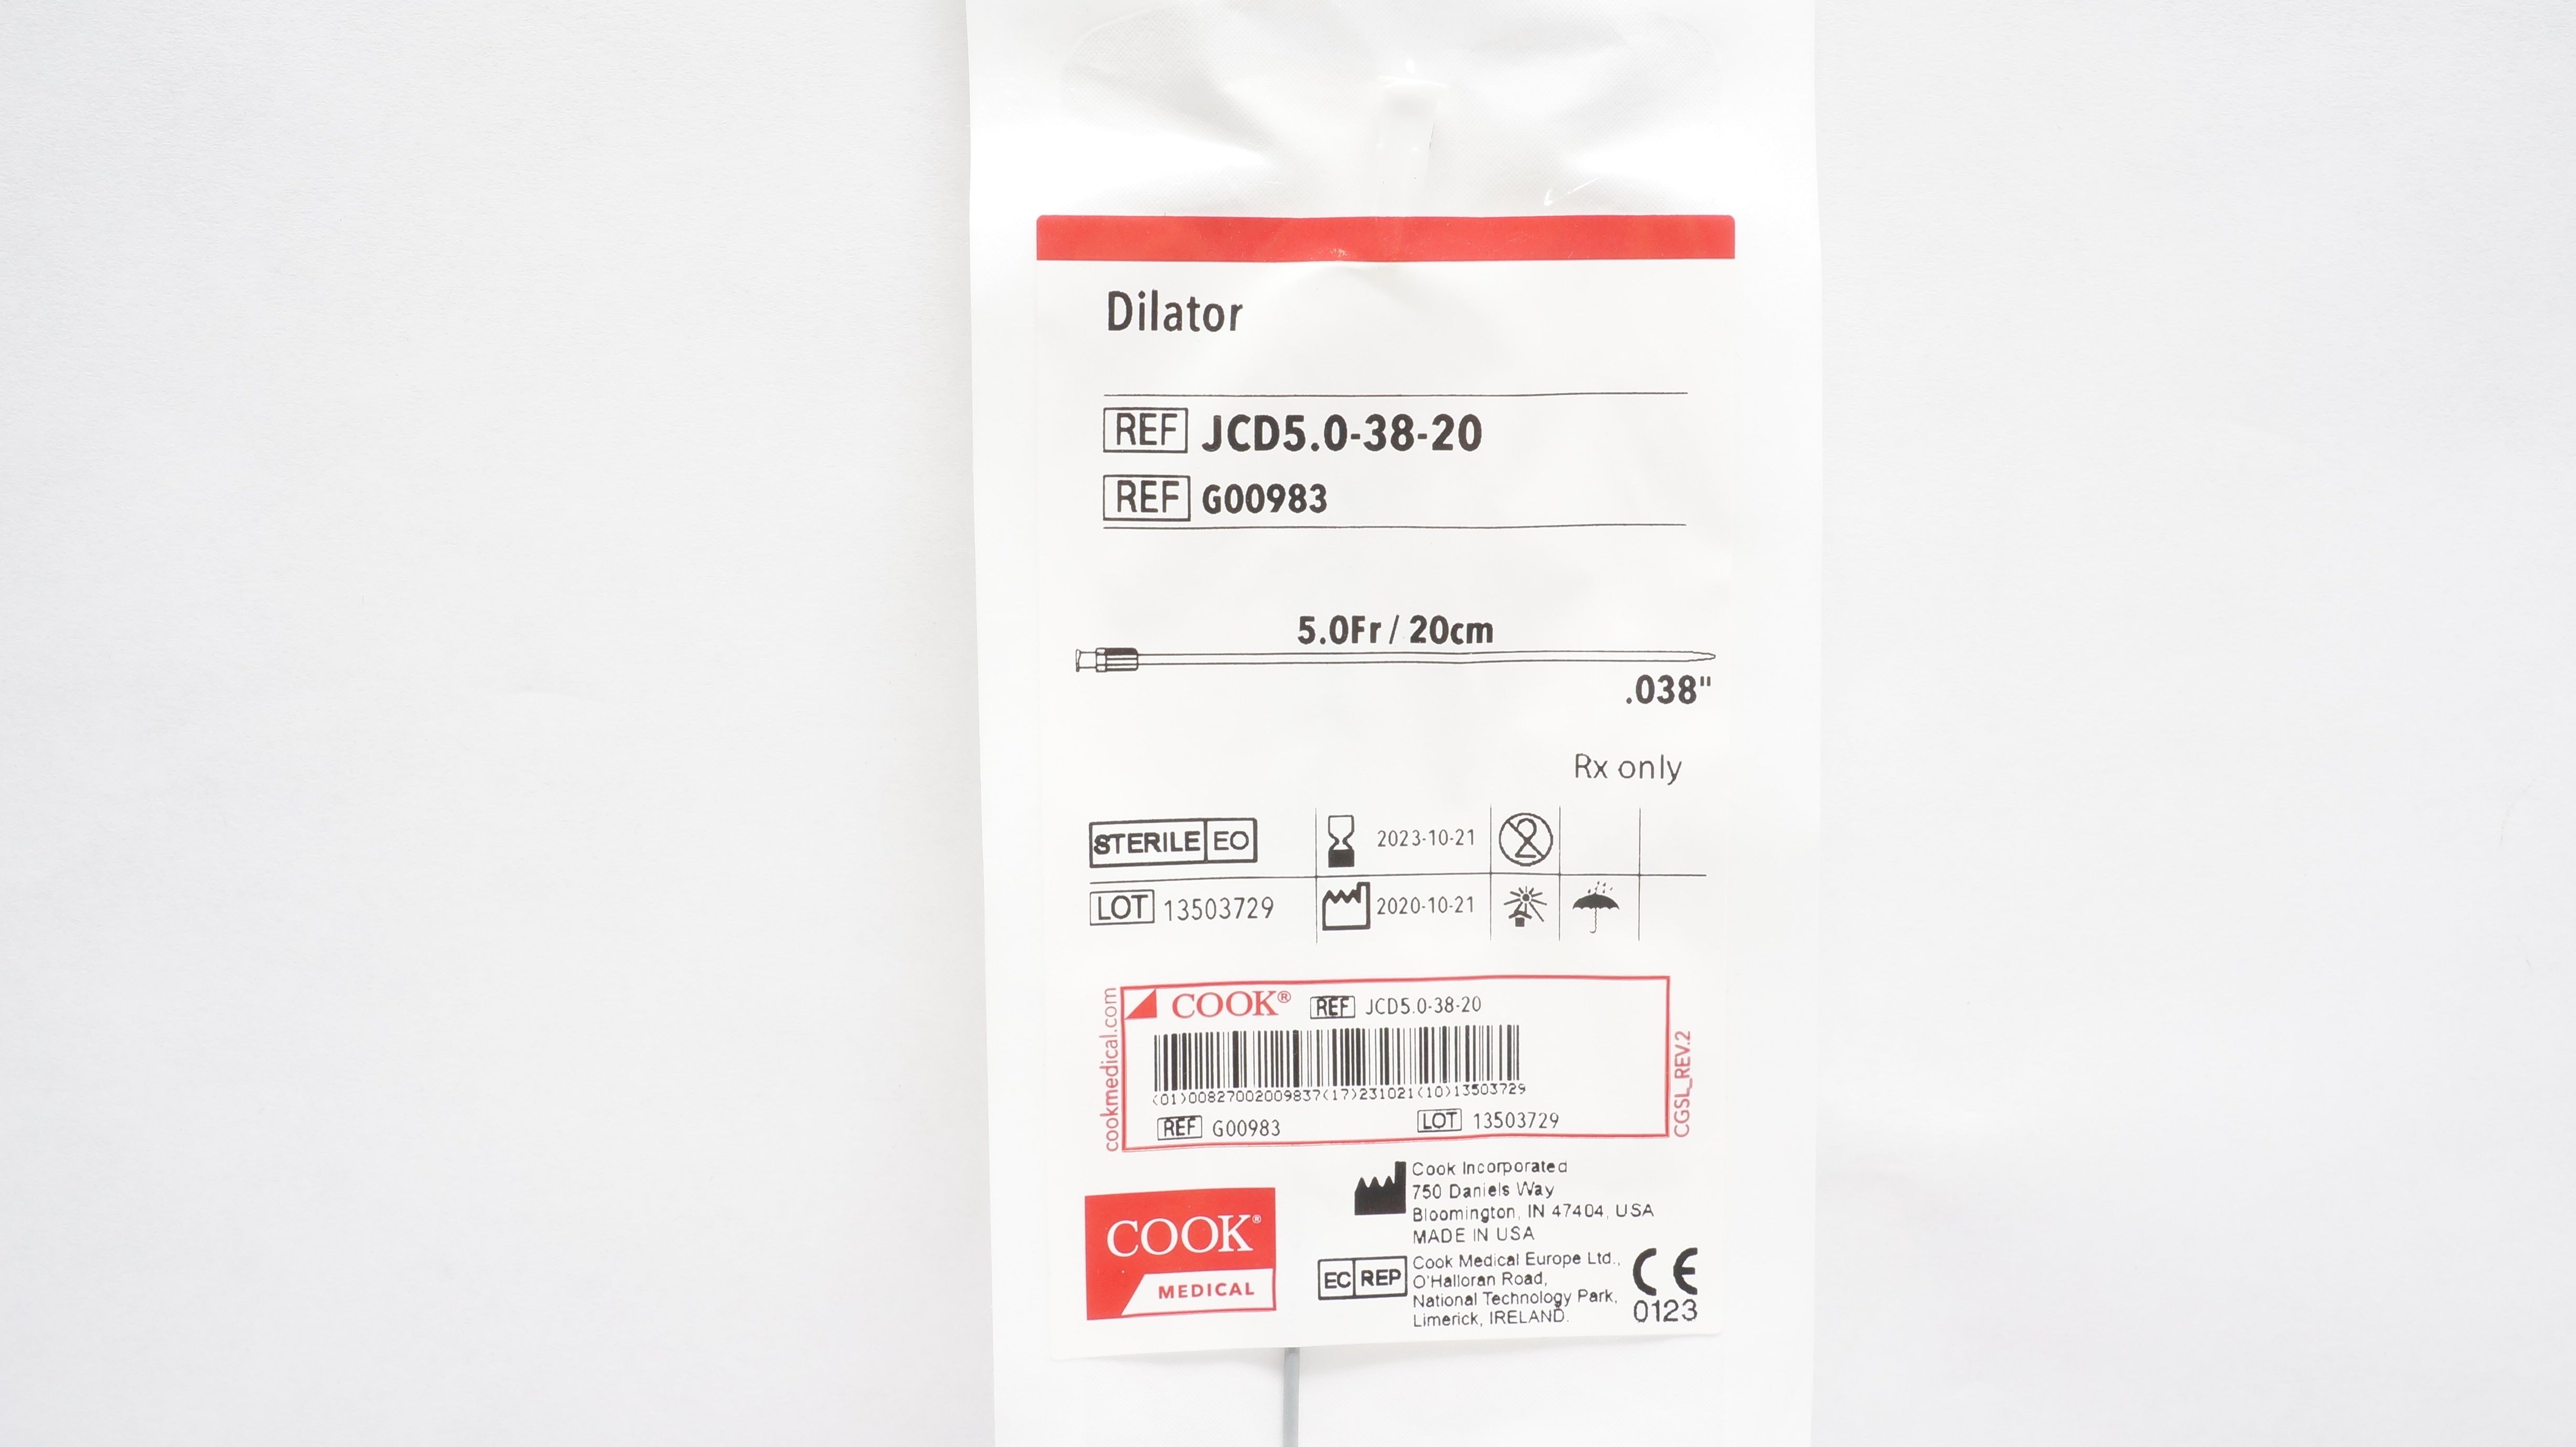 Dilator
REF JCD5.0-38-20
REF G00983
5.0Fr / 20cm
.038"
Rx only
STERILE EO 2023-10-21 2
LOT 13503729 2020-10-21
cookmedical.com
COOK® REF JCD5.0-38-20
(01)00827002009837(17)231021(10)13503729
REF G00983 LOT 13503729
CGSL_REV.2
Cook Incorporated
750 Daniels Way
Bloomington, IN 47404, USA
MADE IN USA
COOK®
MEDICAL
EC REP
Cook Medical Europe Ltd.,
O'Halloran Road,
National Technology Park,
Limerick, IRELAND.
CE
0123